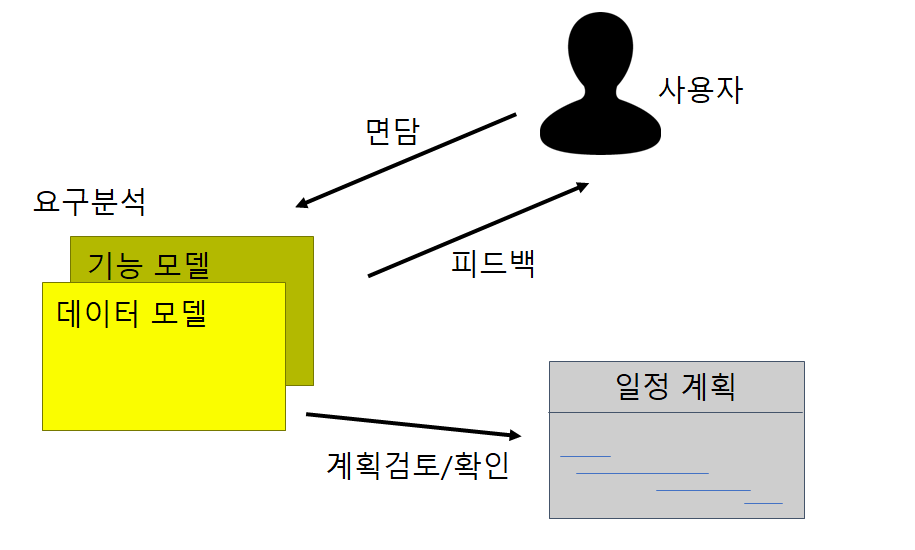 사용자
면담
요구분석
피드백
기능 모델
데이터 모델
일정 계획
계획검토/확인